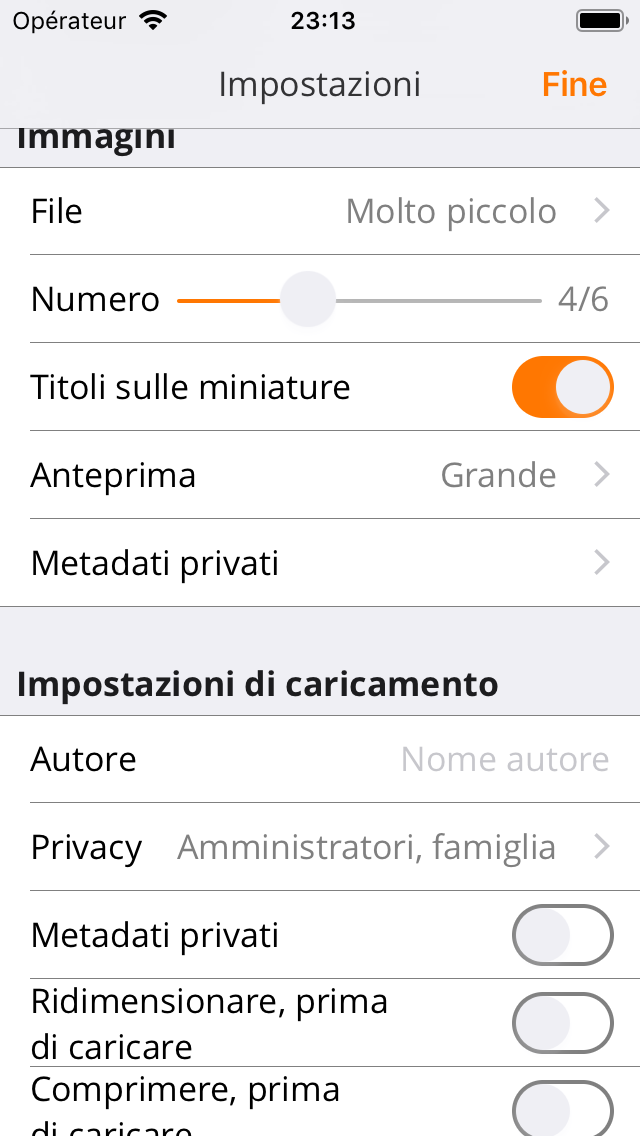 Opérateur 23:13
Impostazioni Fine
Immagini
File Molto piccolo
Numero 4/6
Titoli sulle miniature
Anteprima Grande
Metadati privati
Impostazioni di caricamento
Autore Nome autore
Privacy Amministratori, famiglia
Metadati privati
Ridimensionare, prima
di caricare
Comprimere, prima
di caricare